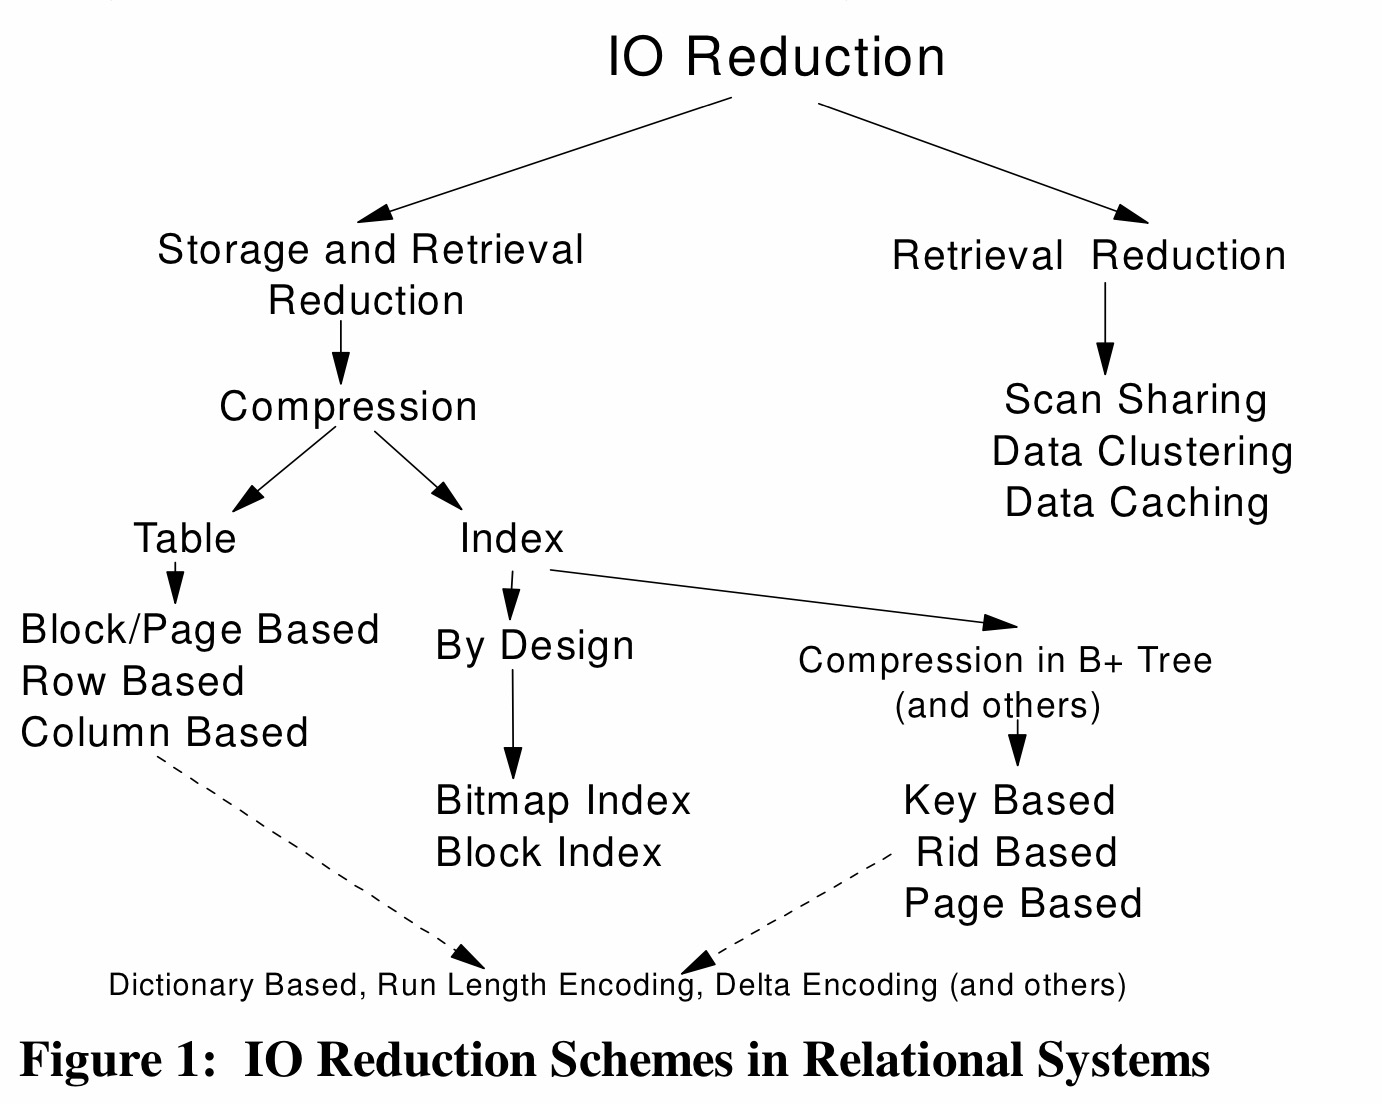 IO Reduction
Storage and Retrieval
Reduction
Retrieval Reduction
Compression
Scan Sharing
Data Clustering
Data Caching
Table
Index
Block/Page Based
Row Based
Column Based
By Design
Compression in B+ Tree
(and others)
Bitmap Index
Block Index
Key Based
Rid Based
Page Based
Dictionary Based, Run Length Encoding, Delta Encoding (and others)
Figure 1: IO Reduction Schemes in Relational Systems